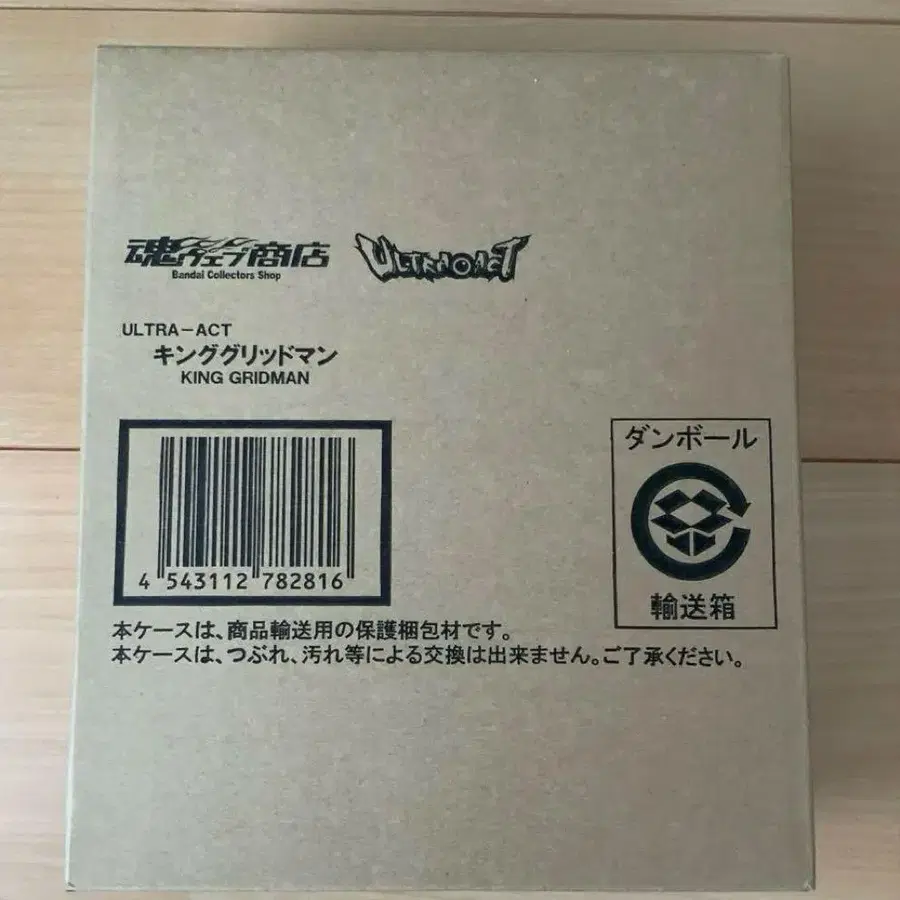 魂ウェブ商店
Bandai Collectors Shop
ULTRA-ACT
ULTRA-ACT
キンググリッドマン
KING GRIDMAN
4 543112 782816
ダンボール
輸送箱
本ケースは、商品輸送用の保護梱包材です。
本ケースは、つぶれ、汚れ等による交換は出来ません。ご了承ください。